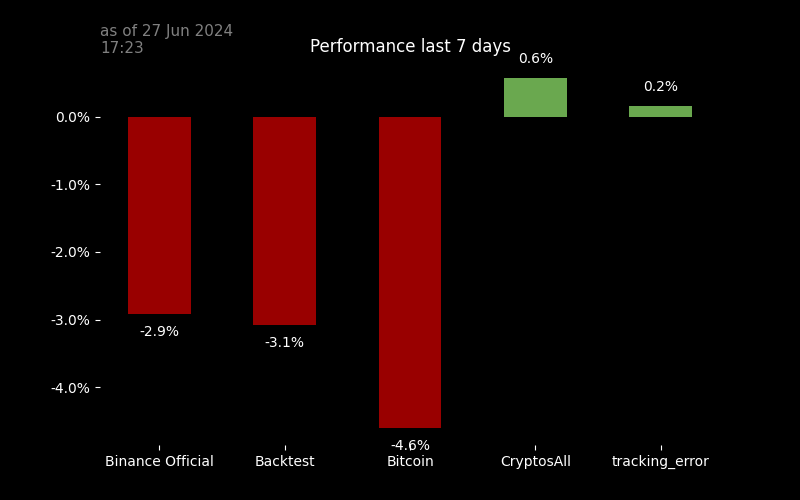 as of 27 Jun 2024
17:23
Performance last 7 days
0.6%
0.2%
0.0%
-1.0%
-2.0%
-3.0%
-4.0%
-2.9%
-3.1%
-4.6%
Binance Official
Backtest
Bitcoin
CryptosAll
tracking_error